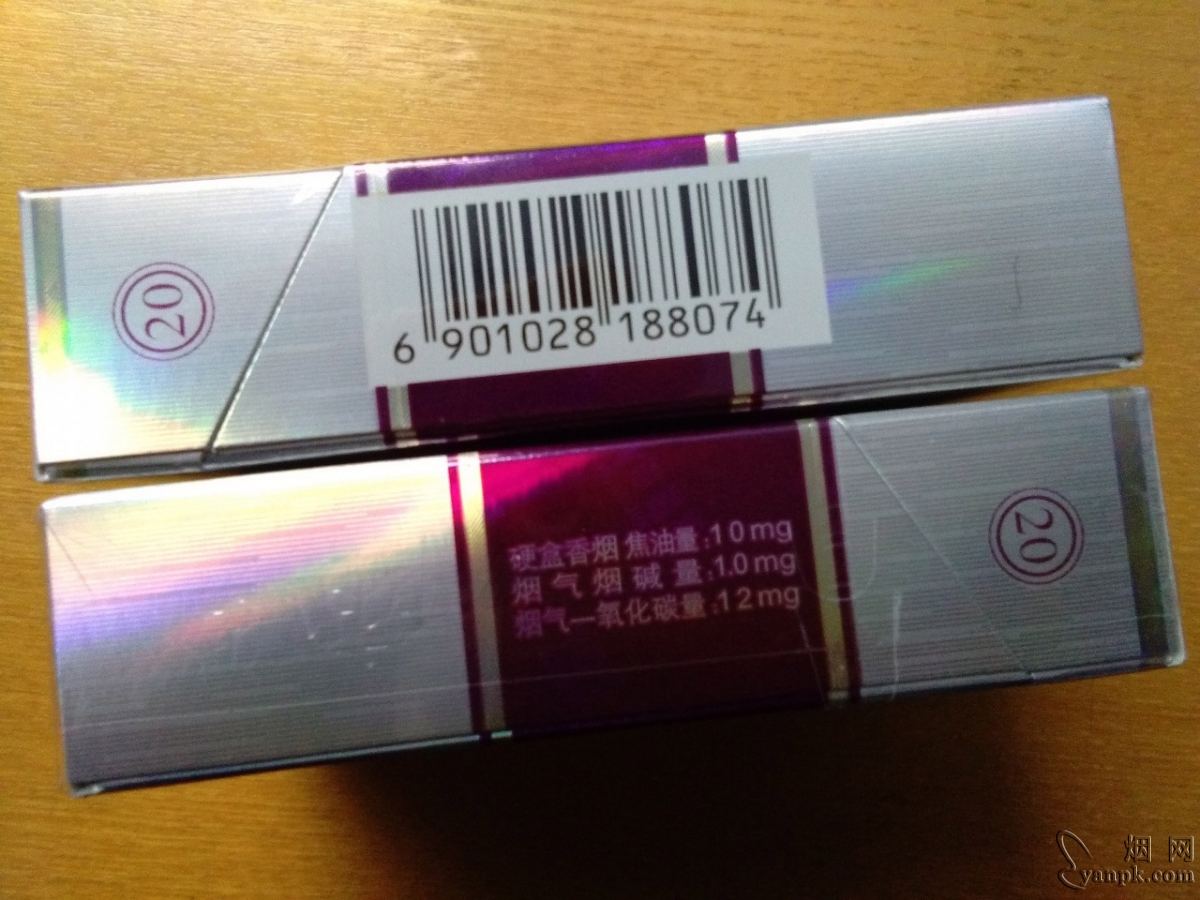 20
6 901028 188074
硬盒香烟 焦油量:10mg
烟气烟碱量:1.0mg
烟气一氧化碳量:12mg
20
烟网
yanpk.com